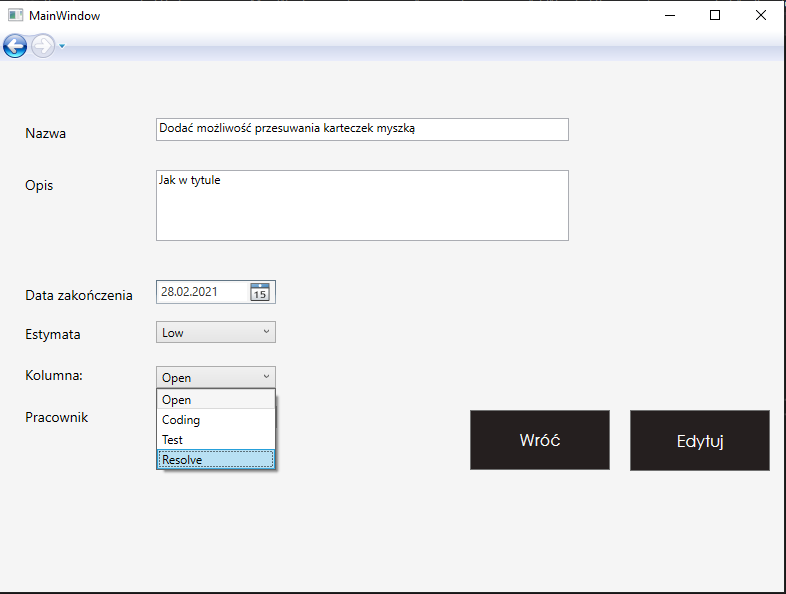 MainWindow
Nazwa
Dodać możliwość przesuwania karteczek myszką
Opis
Jak w tytule
Data zakończenia
28.02.2021
15
Estymata
Low
Kolumna:
Open
Open
Coding
Test
Resolve
Pracownik
Wróć
Edytuj